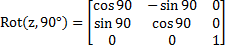 Rot(z,90°) = [cos 90 − sin 90 0
sin 90 cos 90 0
0 0 1]